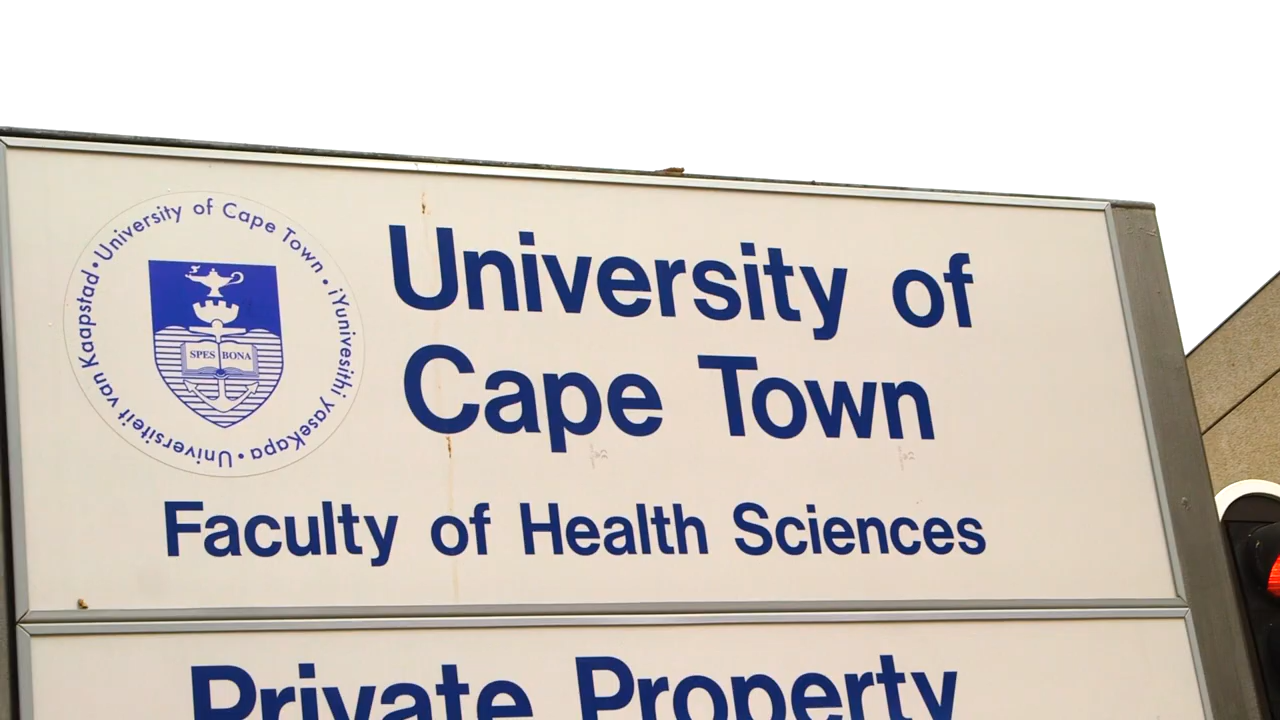 University of Cape Town • iYunivesithi yaseKapa • Universiteit van Kaapstad •
SPES BONA
University of
Cape Town
Faculty of Health Sciences
Private Property